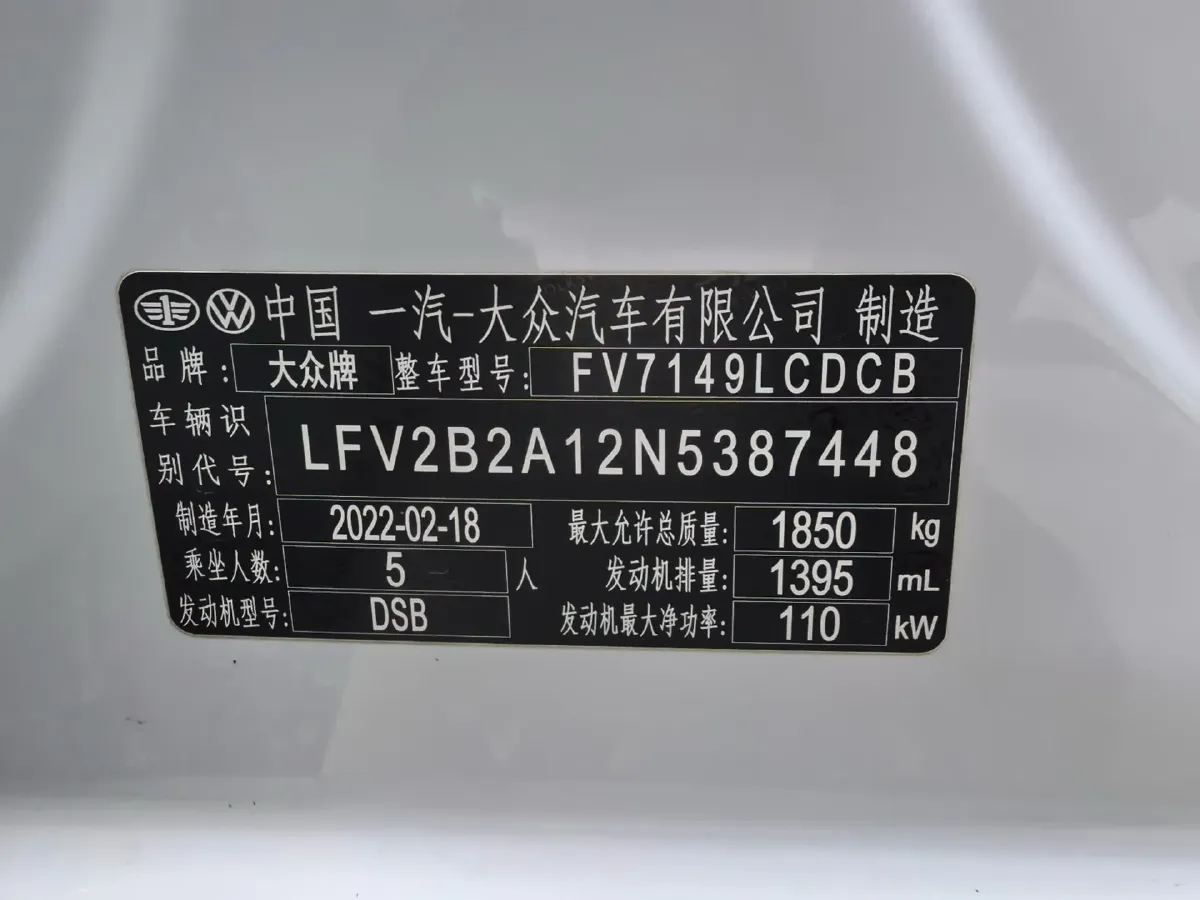 中国 一汽-大众汽车有限公司 制造
品牌: 大众牌 整车型号: FV7149LCDCB
车辆识别代号: LFV2B2A12N5387448
制造年月: 2022-02-18 最大允许总质量: 1850 kg
乘坐人数: 5 人 发动机排量: 1395 mL
发动机型号: DSB 发动机最大净功率: 110 kW